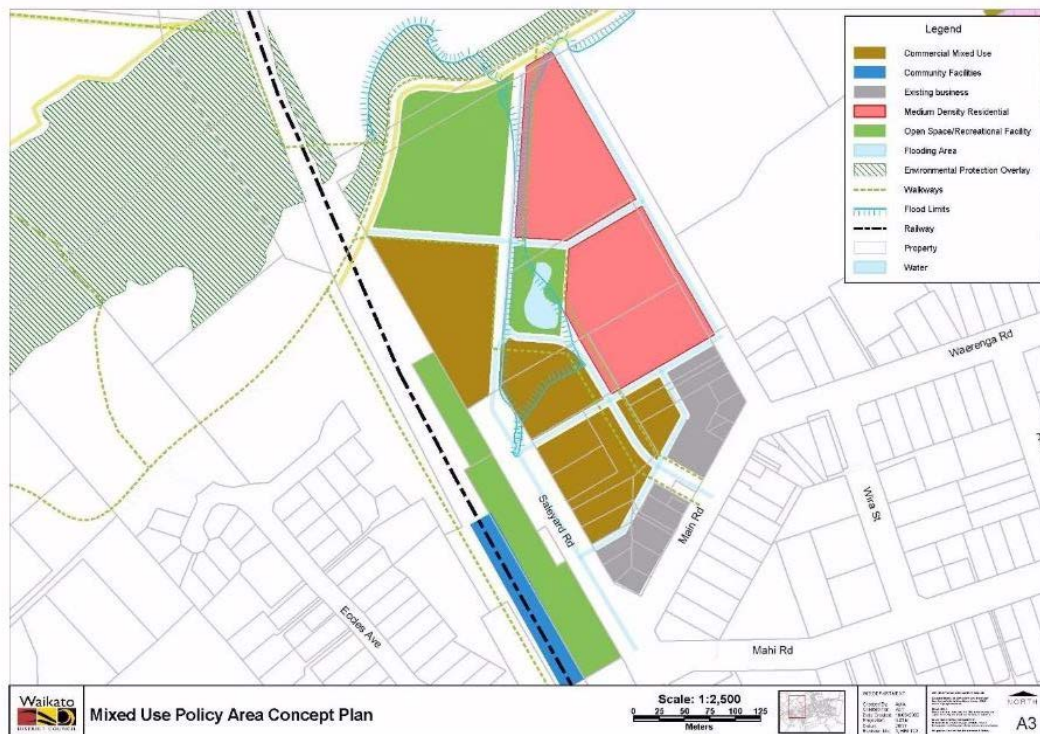 Legend
Commercial Mixed Use
Community Facilities
Existing business
Medium Density Residential
Open Space/Recreational Facility
Flooding Area
Environmental Protection Overlay
Walkways
Flood Limits
Railway
Property
Water
Waerenga Rd
Wira St
Main Rd
Saleyard Rd
Eccles Ave
Mahi Rd
Waikato
DISTRICT COUNCIL
Mixed Use Policy Area Concept Plan
Scale: 1:2,500
0 25 50 75 100 125
Meters
NORTH
A3